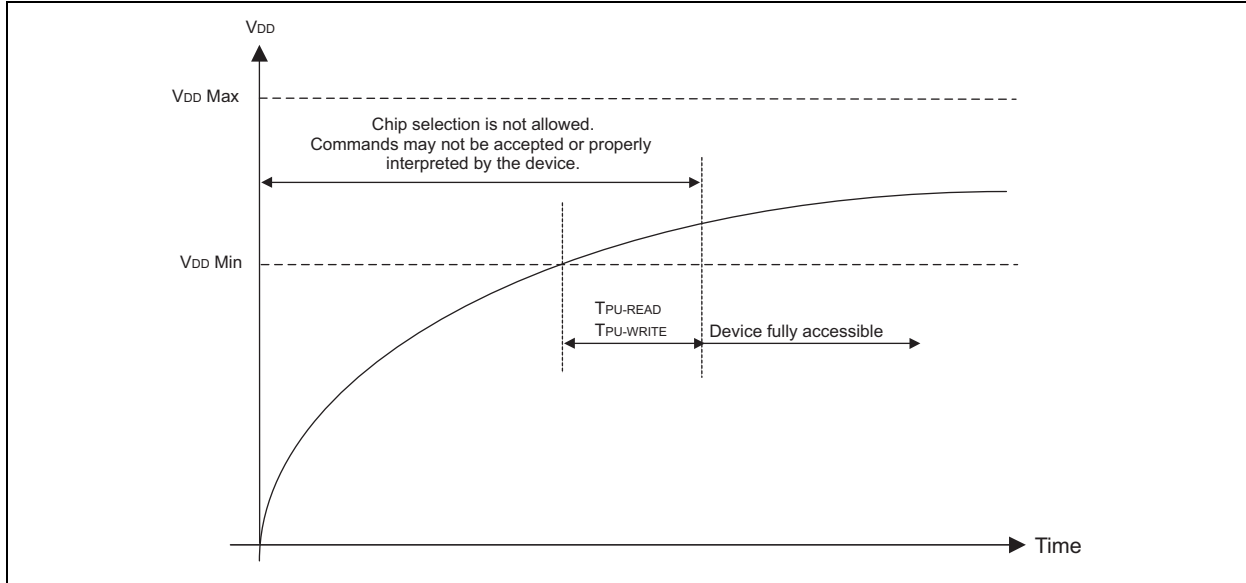 VDD
VDD Max
Chip selection is not allowed.
Commands may not be accepted or properly
interpreted by the device.
VDD Min
TPU-READ
TPU-WRITE
Device fully accessible
Time